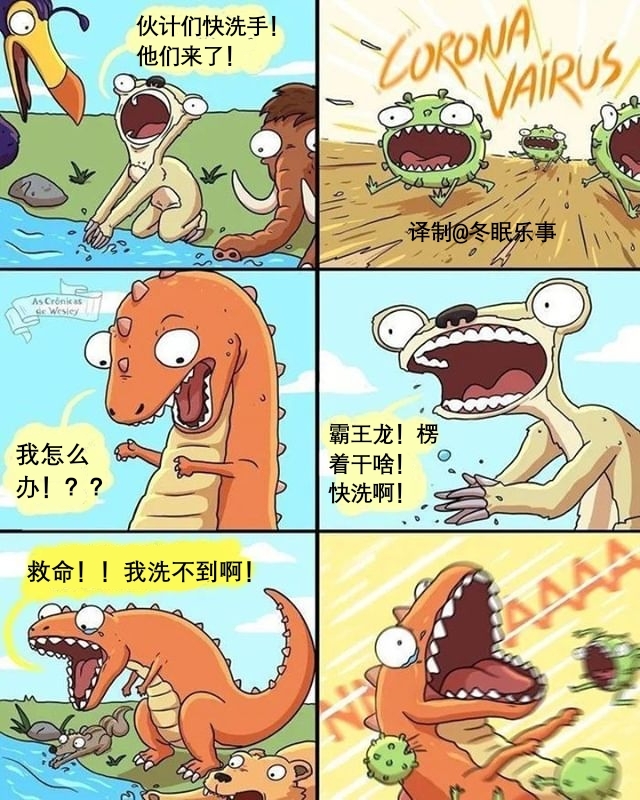 伙计们快洗手！
他们来了！
CORONA
VAIRUS
译制@冬眠乐事
As Crônicas
de Wesley
我怎么
办！？？
霸王龙！楞
着干啥！
快洗啊！
救命！！我洗不到啊！